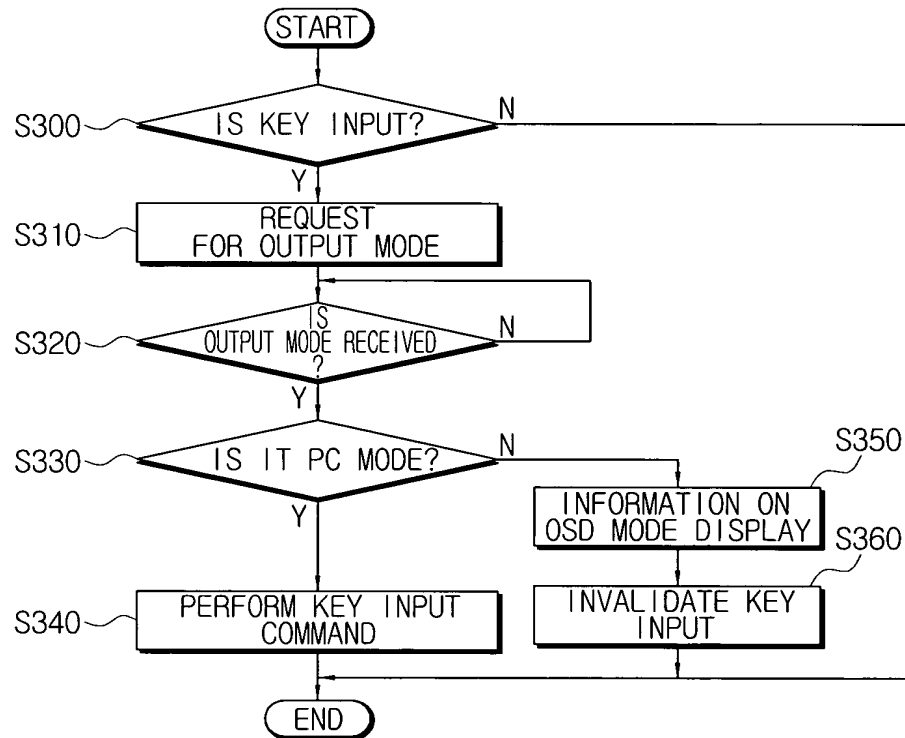 START
S300
IS KEY INPUT?
N
Y
S310
REQUEST
FOR OUTPUT MODE
S320
IS
OUTPUT MODE RECEIVED
?
N
Y
S330
IS IT PC MODE?
N
Y
S350
INFORMATION ON
OSD MODE DISPLAY
S360
INVALIDATE KEY
INPUT
S340
PERFORM KEY INPUT
COMMAND
END